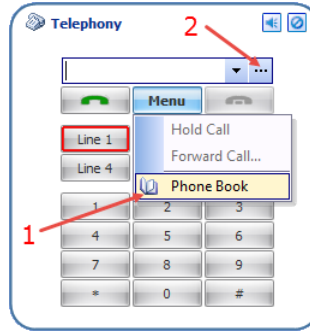 Telephony
2
...
Menu
Line 1
Hold Call
Forward Call...
Line 4
Phone Book
1
1 2 3
4 5 6
7 8 9
* 0 #